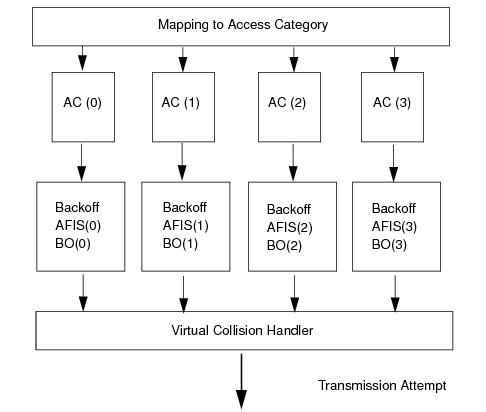 Mapping to Access Category
AC (0)
AC (1)
AC (2)
AC (3)
Backoff
AFIS(0)
BO(0)
Backoff
AFIS(1)
BO(1)
Backoff
AFIS(2)
BO(2)
Backoff
AFIS(3)
BO(3)
Virtual Collision Handler
Transmission Attempt